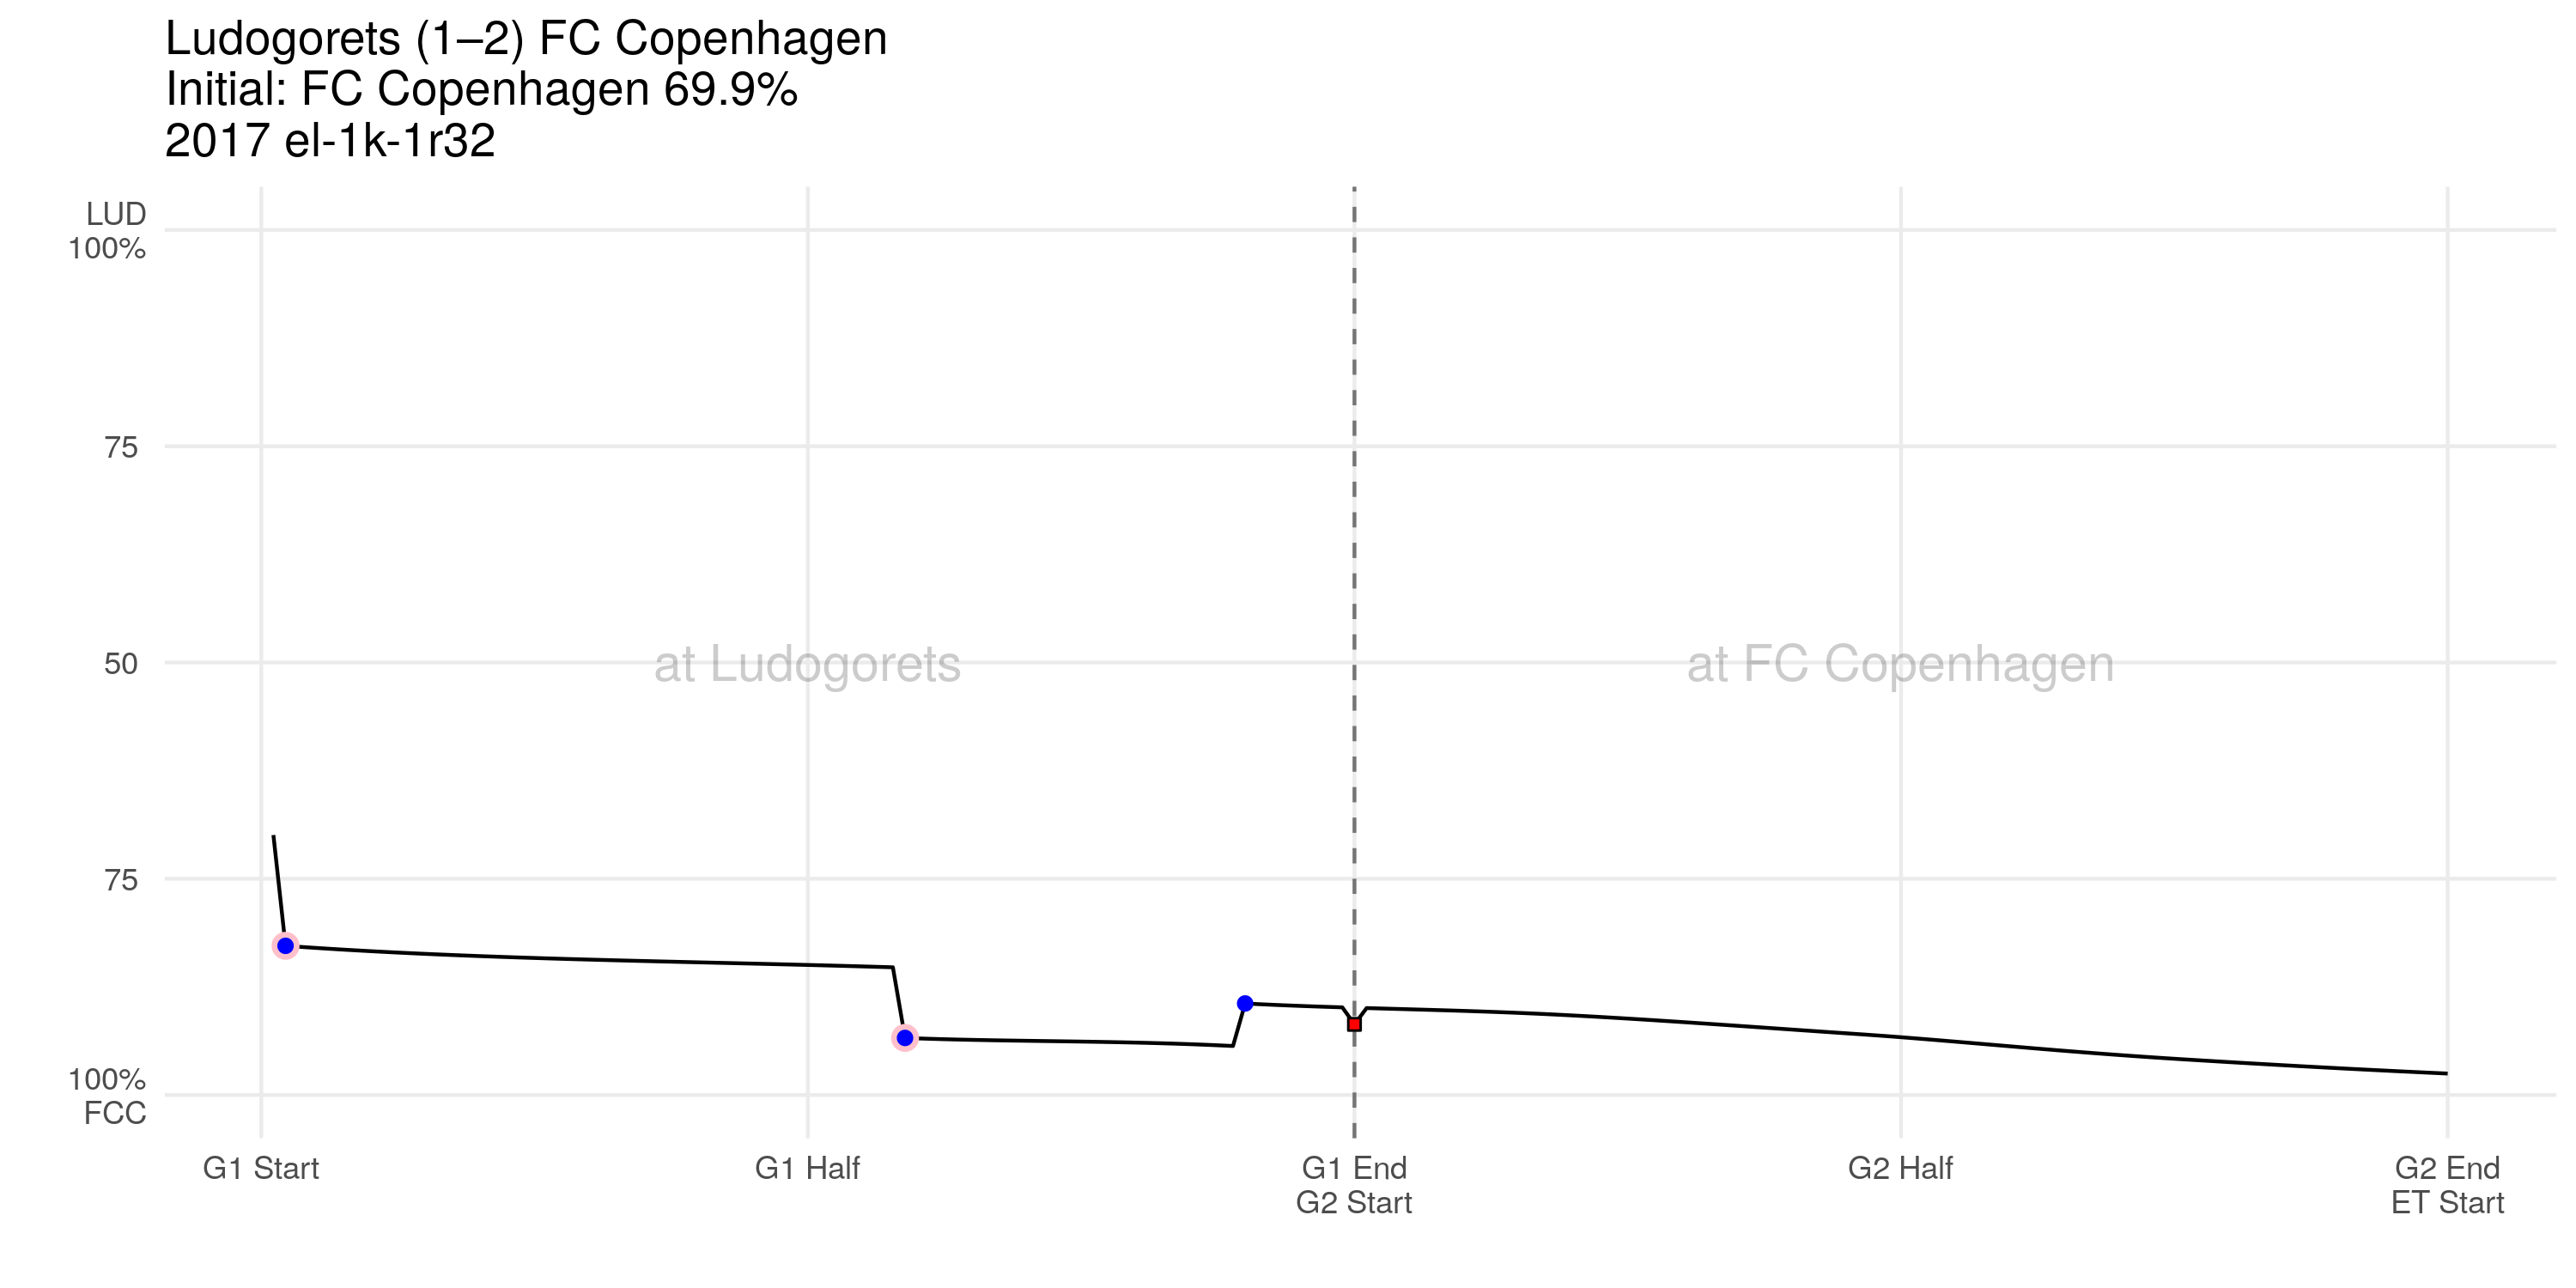 Ludogorets (1–2) FC Copenhagen
Initial: FC Copenhagen 69.9%
2017 el-1k-1r32
LUD
100%
75
50
75
100%
FCC
at Ludogorets
at FC Copenhagen
G1 Start
G1 Half
G1 End
G2 Start
G2 Half
G2 End
ET Start